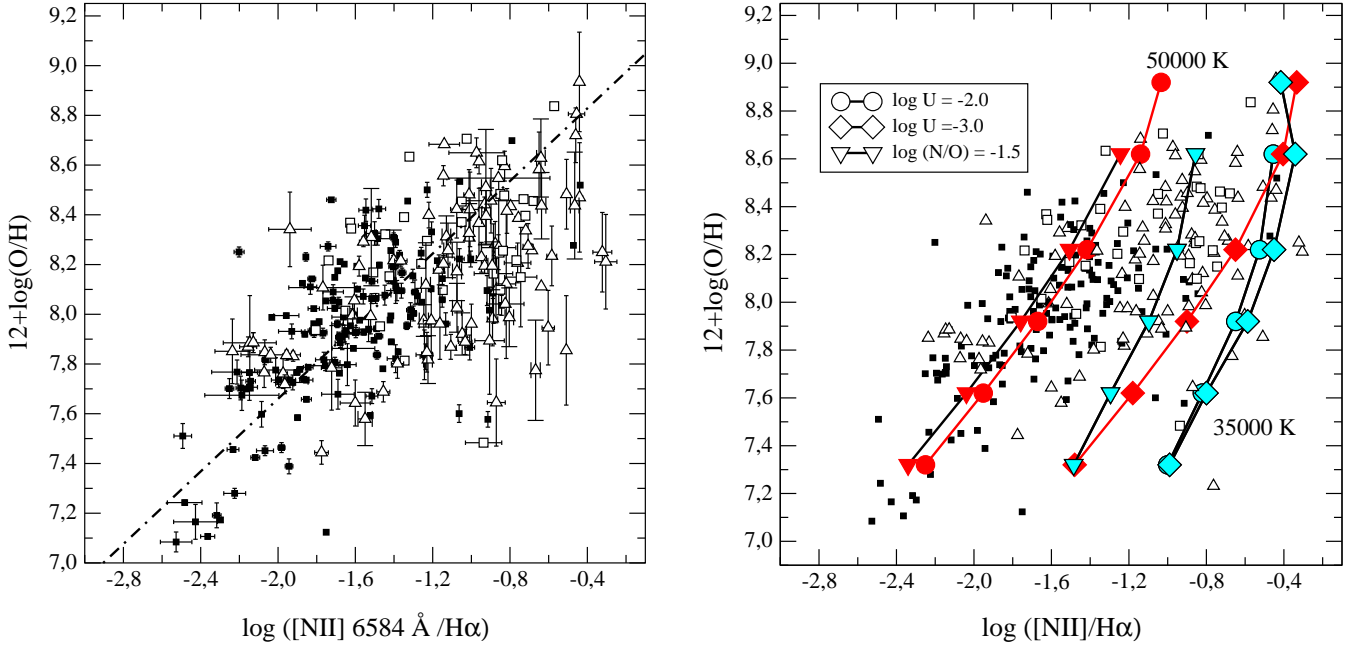 9,2
9,0
8,8
8,6
8,4
8,2
8,0
7,8
7,6
7,4
7,2
7,0
12+log(O/H)
-2,8 -2,4 -2,0 -1,6 -1,2 -0,8 -0,4
log ([NII] 6584 Å /Hα)
9,2
9,0
8,8
8,6
8,4
8,2
8,0
7,8
7,6
7,4
7,2
7,0
12+log(O/H)
50000 K
log U = -2.0
log U = -3.0
log (N/O) = -1.5
35000 K
-2,8 -2,4 -2,0 -1,6 -1,2 -0,8 -0,4
log ([NII]/Hα)